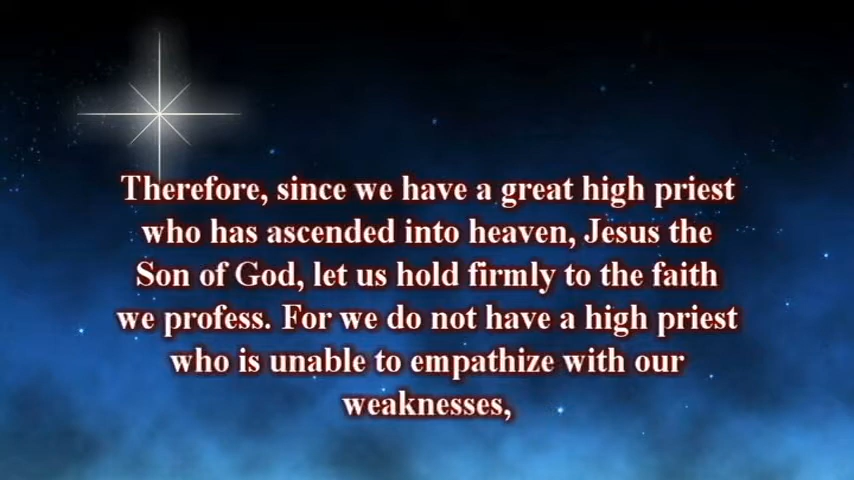 Therefore, since we have a great high priest
who has ascended into heaven, Jesus the
Son of God, let us hold firmly to the faith
we profess. For we do not have a high priest
who is unable to empathize with our
weaknesses,